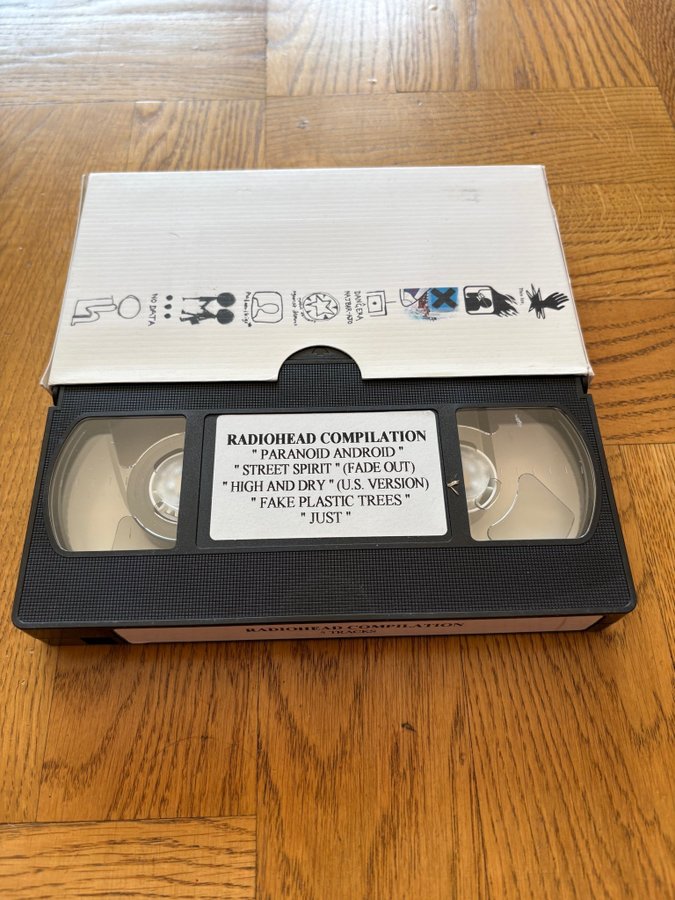 RADIOHEAD COMPILATION
" PARANOID ANDROID "
" STREET SPIRIT " (FADE OUT)
" HIGH AND DRY " (U.S. VERSION)
" FAKE PLASTIC TREES "
" JUST "
RADIOHEAD COMPILATION
5 TRACKS
NO DATA